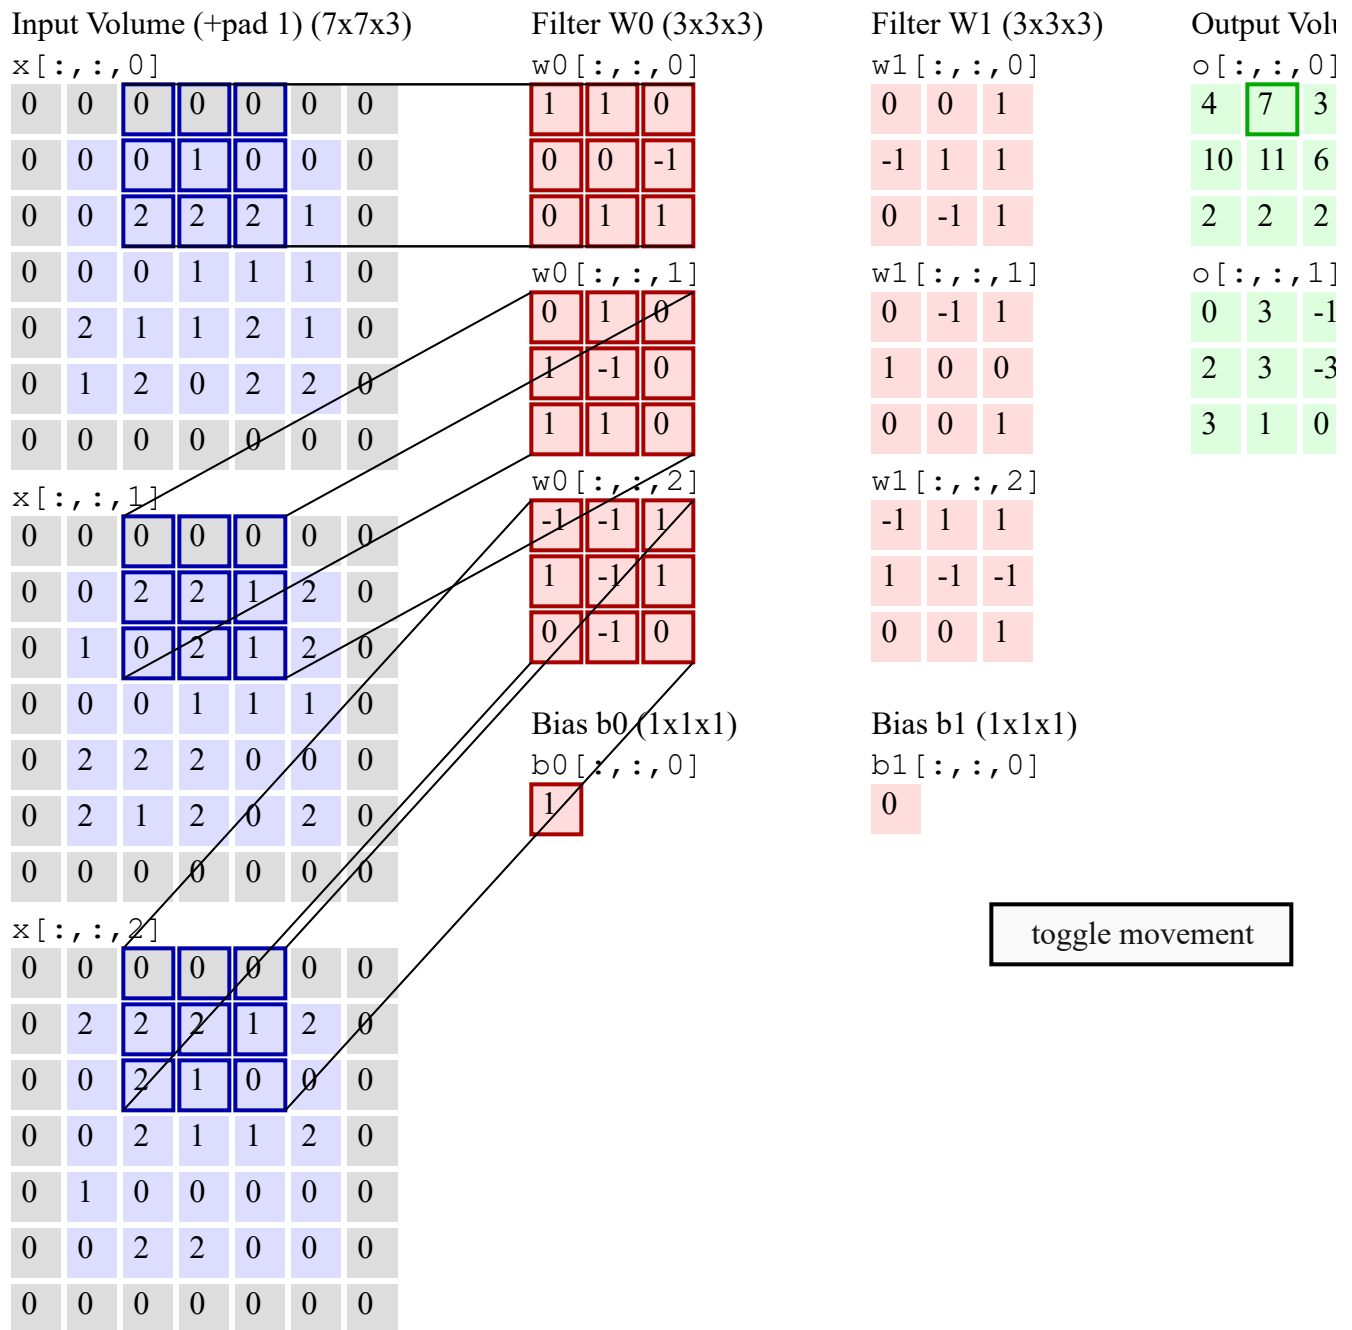 Input Volume (+pad 1) (7x7x3)
x[:,:,0]
0 0 0 0 0 0 0
0 0 0 1 0 0 0
0 0 2 2 2 1 0
0 0 0 1 1 1 0
0 2 1 1 2 1 0
0 1 2 0 2 2 0
0 0 0 0 0 0 0
x[:,:,1]
0 0 0 0 0 0 0
0 0 2 2 1 2 0
0 1 0 2 1 2 0
0 0 0 1 1 1 0
0 2 2 2 0 0 0
0 2 1 2 0 2 0
0 0 0 0 0 0 0
x[:,:,2]
0 0 0 0 0 0 0
0 2 2 2 1 2 0
0 0 2 1 0 0 0
0 0 2 1 1 2 0
0 1 0 0 0 0 0
0 0 2 2 0 0 0
0 0 0 0 0 0 0
Filter W0 (3x3x3)
w0[:,:,0]
1 1 0
0 0 -1
0 1 1
w0[:,:,1]
0 1 0
1 -1 0
1 1 0
w0[:,:,2]
-1 -1 1
1 -1 1
0 -1 0
Bias b0 (1x1x1)
b0[:,:,0]
1
Filter W1 (3x3x3)
w1[:,:,0]
0 0 1
-1 1 1
0 -1 1
w1[:,:,1]
0 -1 1
1 0 0
0 0 1
w1[:,:,2]
-1 1 1
1 -1 -1
0 0 1
Bias b1 (1x1x1)
b1[:,:,0]
0
Output
o[:,:,0]
4 7 3
10 11 6
2 2 2
o[:,:,1]
0 3 -1
2 3 -3
3 1 0
toggle movement